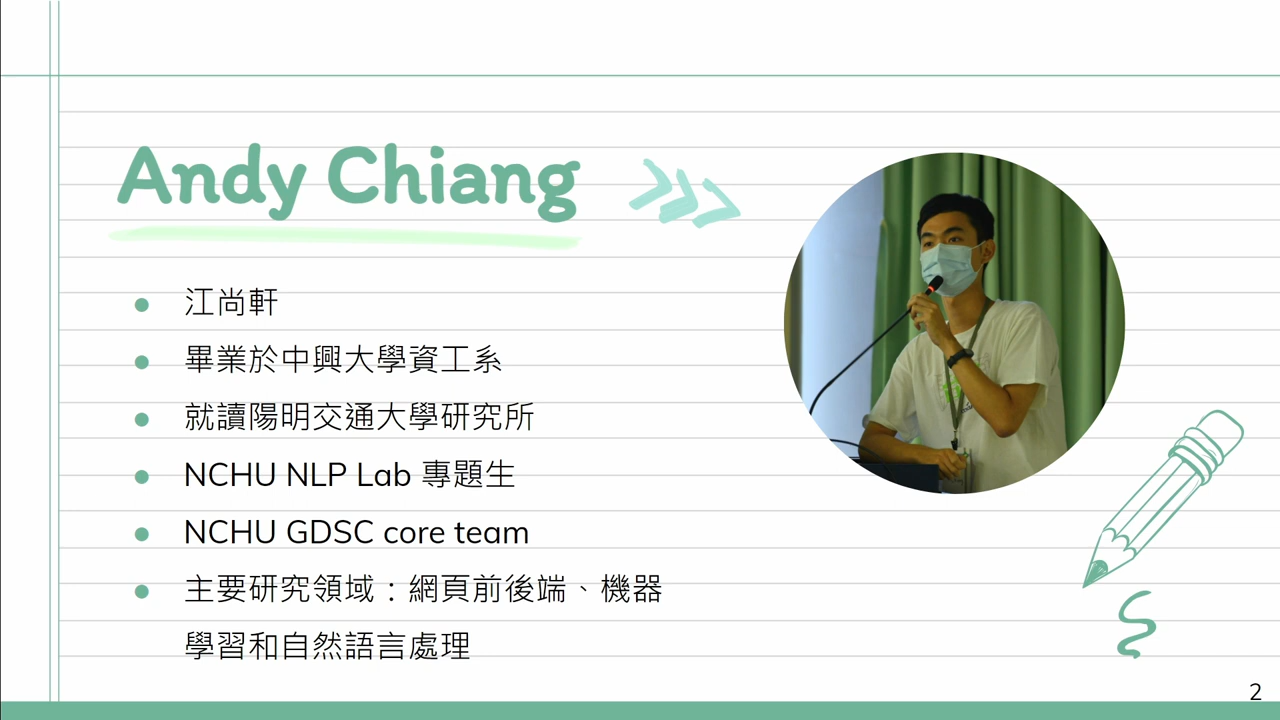 Andy Chiang
江尚軒
畢業於中興大學資工系
就讀陽明交通大學研究所
NCHU NLP Lab 專題生
NCHU GDSC core team
主要研究領域：網頁前後端、機器
學習和自然語言處理
2